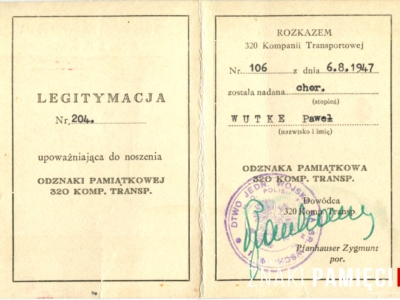 LEGITYMACJA
Nr. 204.
upoważniająca do noszenia
ODZNAKI PAMIĄTKOWEJ
320 KOMP. TRANSP.
ROZKAZEM
320 Kompanii Transportowej
Nr. 106 z dnia 6.8.1947
została nadana chor.
(stopień)
WUTKE Paweł
(nazwisko i imię)
ODZNAKA PAMIĄTKOWA
320 KOMP. TRANSP.
Dowódca
320 Komp. Transp.
Pfanhauser Zygmunt
por.
ZNAKI PAMIĘCI